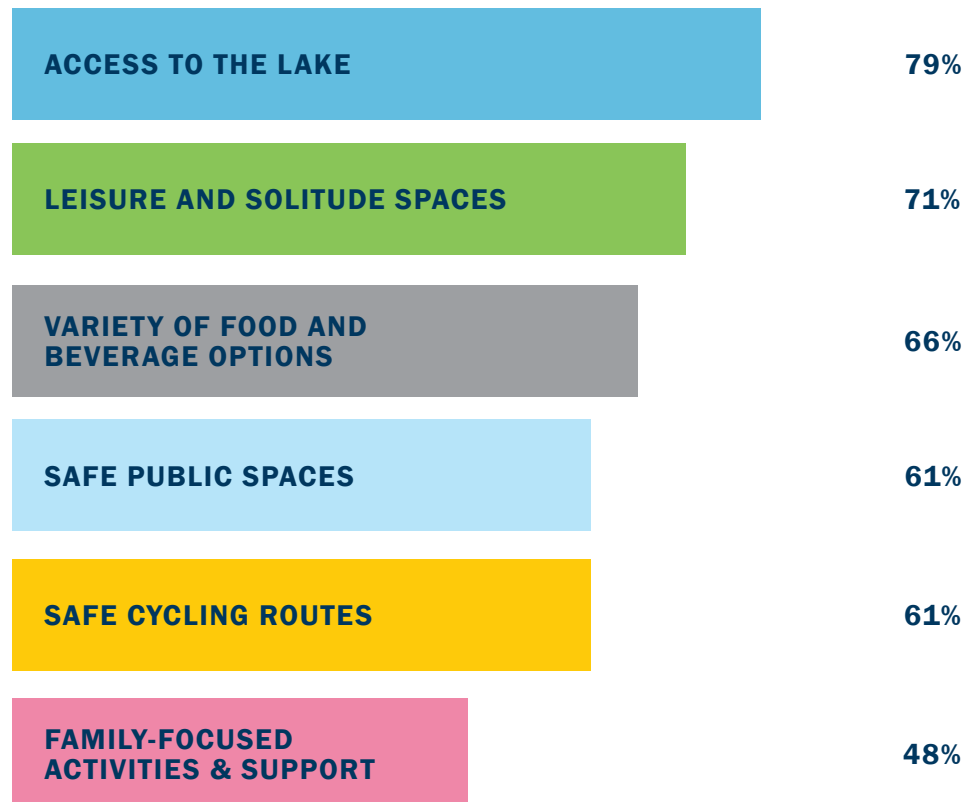 ACCESS TO THE LAKE 79%
LEISURE AND SOLITUDE SPACES 71%
VARIETY OF FOOD AND
BEVERAGE OPTIONS 66%
SAFE PUBLIC SPACES 61%
SAFE CYCLING ROUTES 61%
FAMILY-FOCUSED
ACTIVITIES & SUPPORT 48%